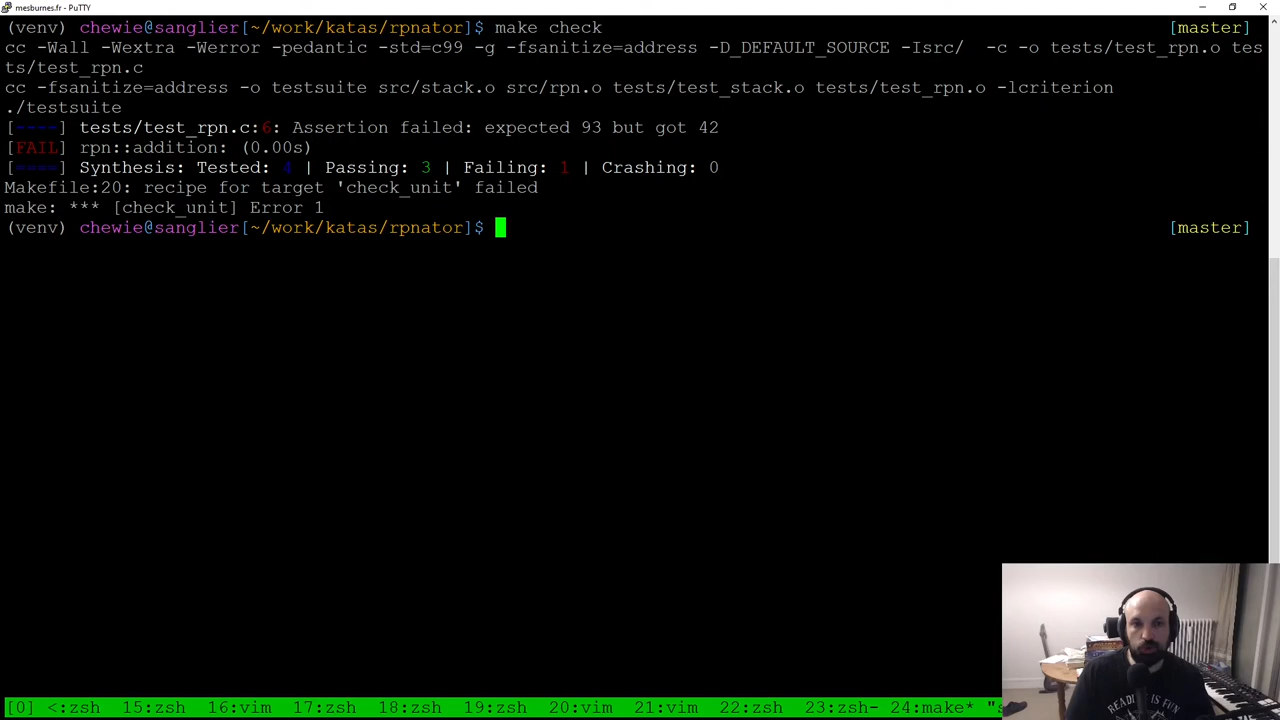 mesburnes.fr - PuTTY
(venv) chewie@sanglier[~/work/katas/rpnator]$ make check [master]
cc -Wall -Wextra -Werror -pedantic -std=c99 -g -fsanitize=address -D_DEFAULT_SOURCE -Isrc/ -c -o tests/test_rpn.o tes
ts/test_rpn.c
cc -fsanitize=address -o testsuite src/stack.o src/rpn.o tests/test_stack.o tests/test_rpn.o -lcriterion
./testsuite
[----] tests/test_rpn.c:6: Assertion failed: expected 93 but got 42
[FAIL] rpn::addition: (0.00s)
[====] Synthesis: Tested: 4 | Passing: 3 | Failing: 1 | Crashing: 0
Makefile:20: recipe for target 'check_unit' failed
make: *** [check_unit] Error 1
(venv) chewie@sanglier[~/work/katas/rpnator]$ [master]
READING IS FUN
[0] <:zsh 15:zsh 16:vim 17:zsh 18:zsh 19:zsh 20:vim 21:vim 22:zsh 23:zsh- 24:make* "s